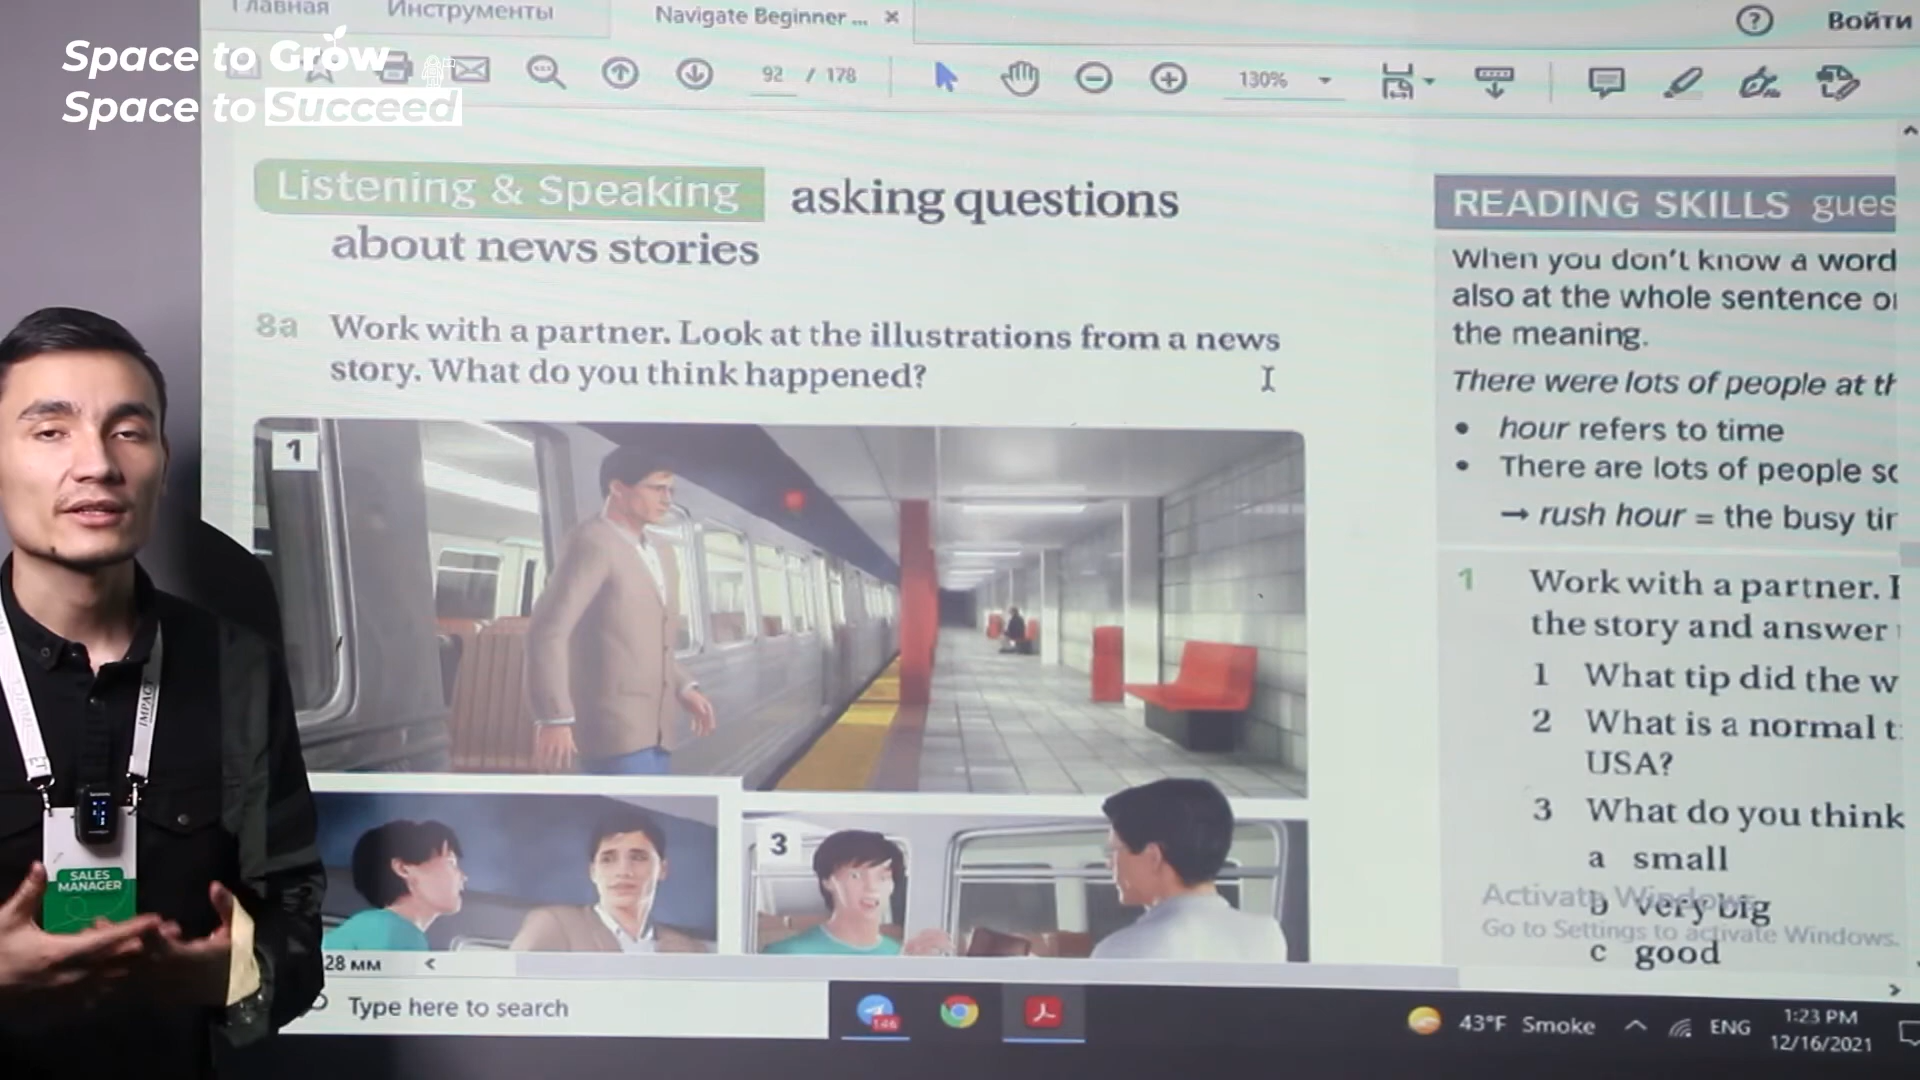 Главная
Инструменты
Navigate Beginner ...
Войти
Space to Grow
Space to Succeed
92 / 178
130%
Listening & Speaking asking questions
about news stories
8a Work with a partner. Look at the illustrations from a news
story. What do you think happened?
1
3
READING SKILLS gues
When you don't know a word
also at the whole sentence
the meaning.
There were lots of people at th
• hour refers to time
• There are lots of people so
→ rush hour = the busy
1 Work with a partner.
the story and answer
1 What tip did the w
2 What is a normal t
USA?
3 What do you think
a small
b very big
c good
Activate Windows
Go to Settings to activate Windows.
IMPACT
SALES
MANAGER
28 мм
Type here to search
146
43°F Smoke
ENG
1:23 PM
12/16/2021